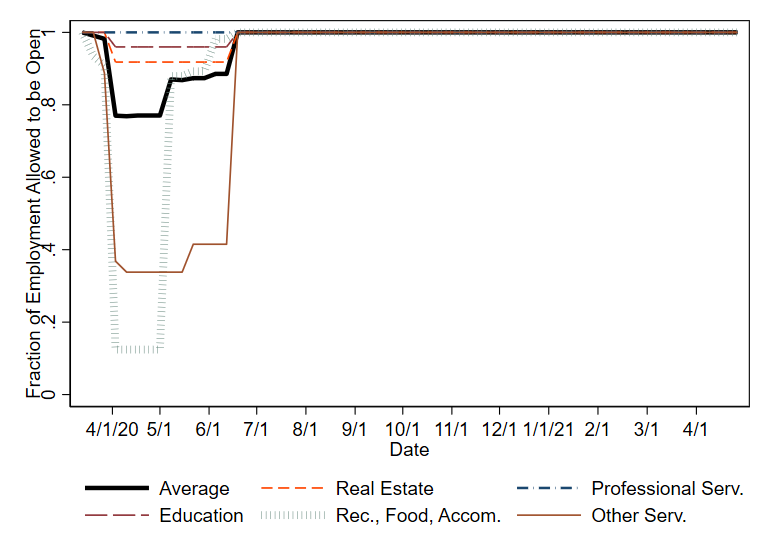 Fraction of Employment Allowed to be Open
1
.8
.6
.4
.2
0
4/1/20 5/1 6/1 7/1 8/1 9/1 10/1 11/1 12/1 1/1/21 2/1 3/1 4/1
Date
Average Real Estate Professional Serv.
Education Rec., Food, Accom. Other Serv.